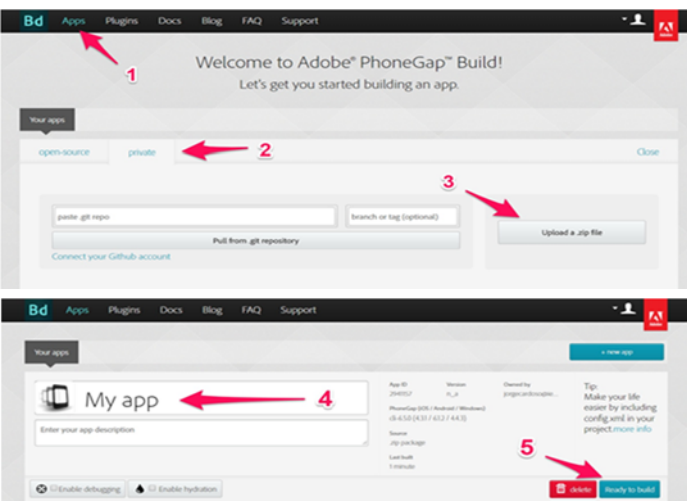 Bd Apps Plugins Docs Blog FAQ Support
Adobe
1
Welcome to Adobe® PhoneGap™ Build!
Let's get you started building an app.
Your apps
open-source private 2 Close
3
paste .git repo branch or tag (optional) Upload a .zip file
Pull from .git repository
Connect your Github account
Bd Apps Plugins Docs Blog FAQ Support
Adobe
Your apps + new app
My app 4
Enter your app description
App ID Version Owned by
n_a
PhoneGap (iOS / Android / Windows)
Source
.zip package
Last built
1 minute
Tip:
Make your life
easier by including
config.xml in your
project.more info
5
Enable debugging Enable hydration delete Ready to build